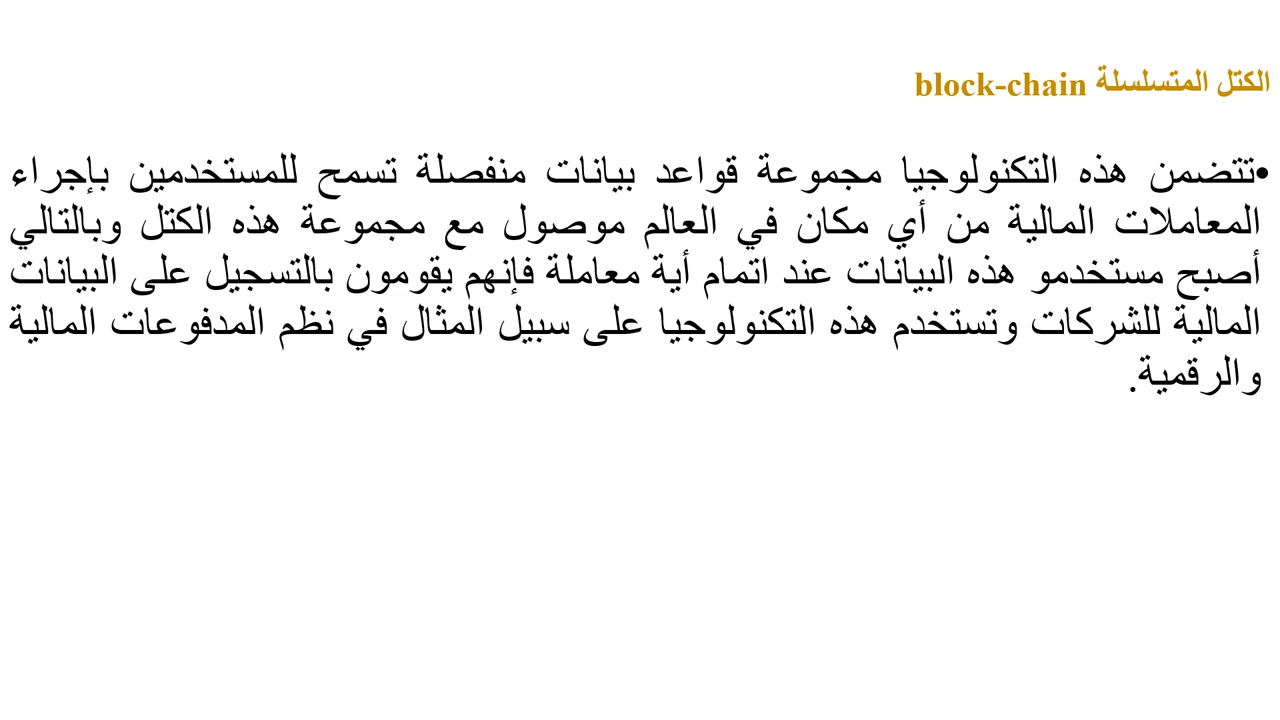 الكتل المتسلسلة block-chain
•تتضمن هذه التكنولوجيا مجموعة قواعد بيانات منفصلة تسمح للمستخدمين بإجراء
المعاملات المالية من أي مكان في العالم موصول مع مجموعة هذه الكتل وبالتالي
أصبح مستخدمو هذه البيانات عند اتمام أية معاملة فإنهم يقومون بالتسجيل على البيانات
المالية للشركات وتستخدم هذه التكنولوجيا على سبيل المثال في نظم المدفوعات المالية
والرقمية.